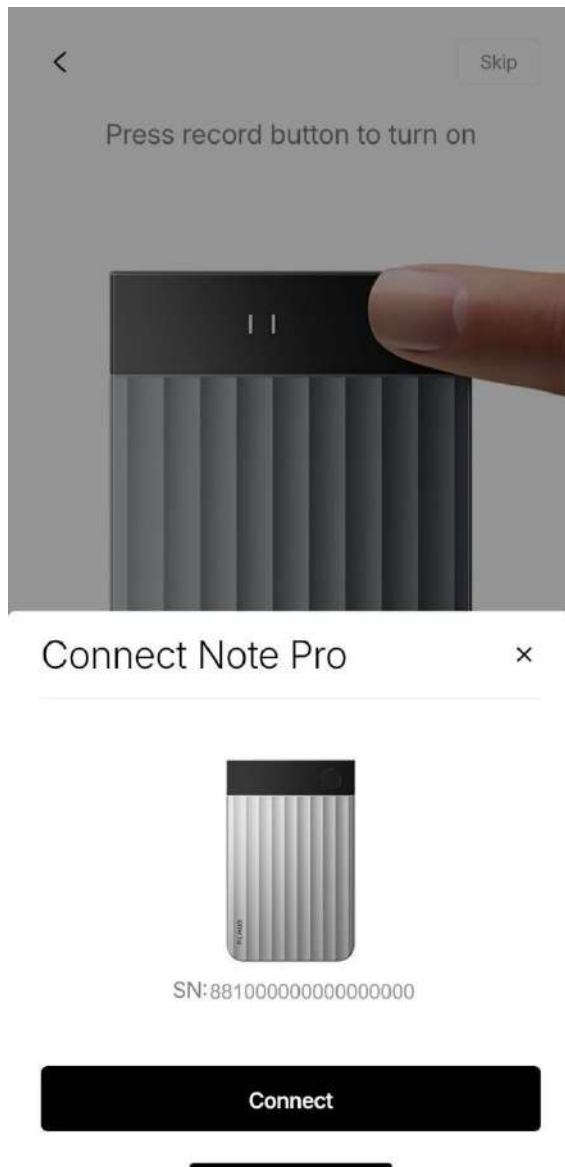 Skip
Press record button to turn on
Connect Note Pro
SN:881000000000000000
Connect